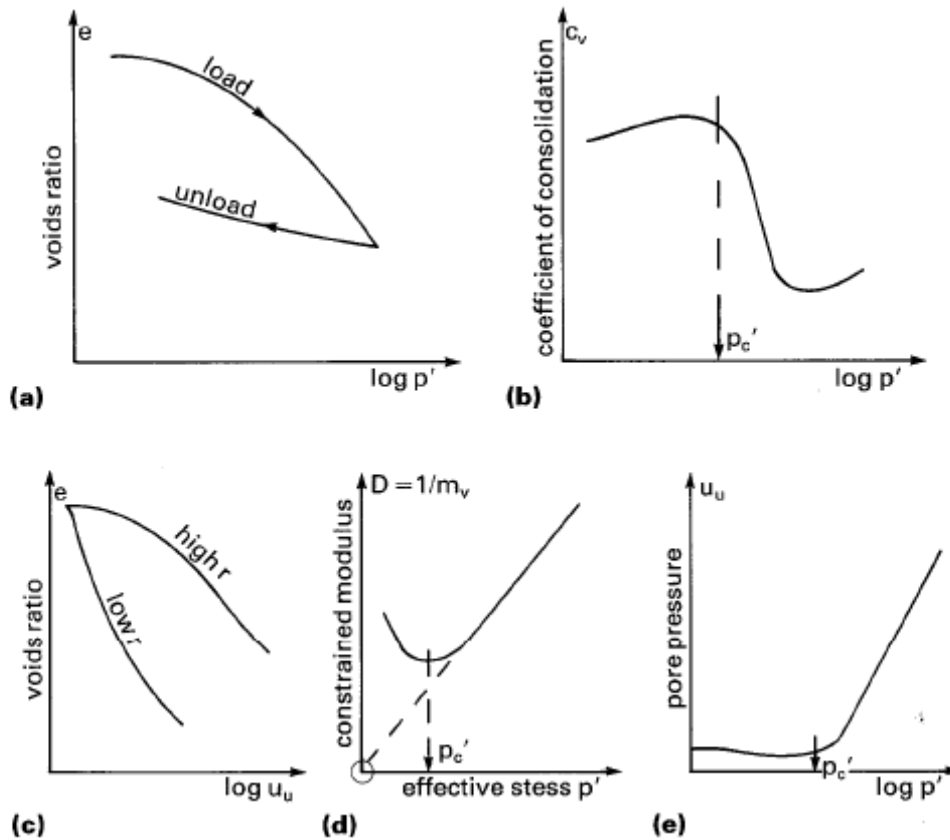 e
voids ratio
load
unload
log p'
(a)
c_v
coefficient of consolidation
p_c'
log p'
(b)
e
voids ratio
high r
low r
log u_u
(c)
D = 1/m_v
constrained modulus
p_c'
effective stess p'
(d)
u_u
pore pressure
p_c'
log p'
(e)